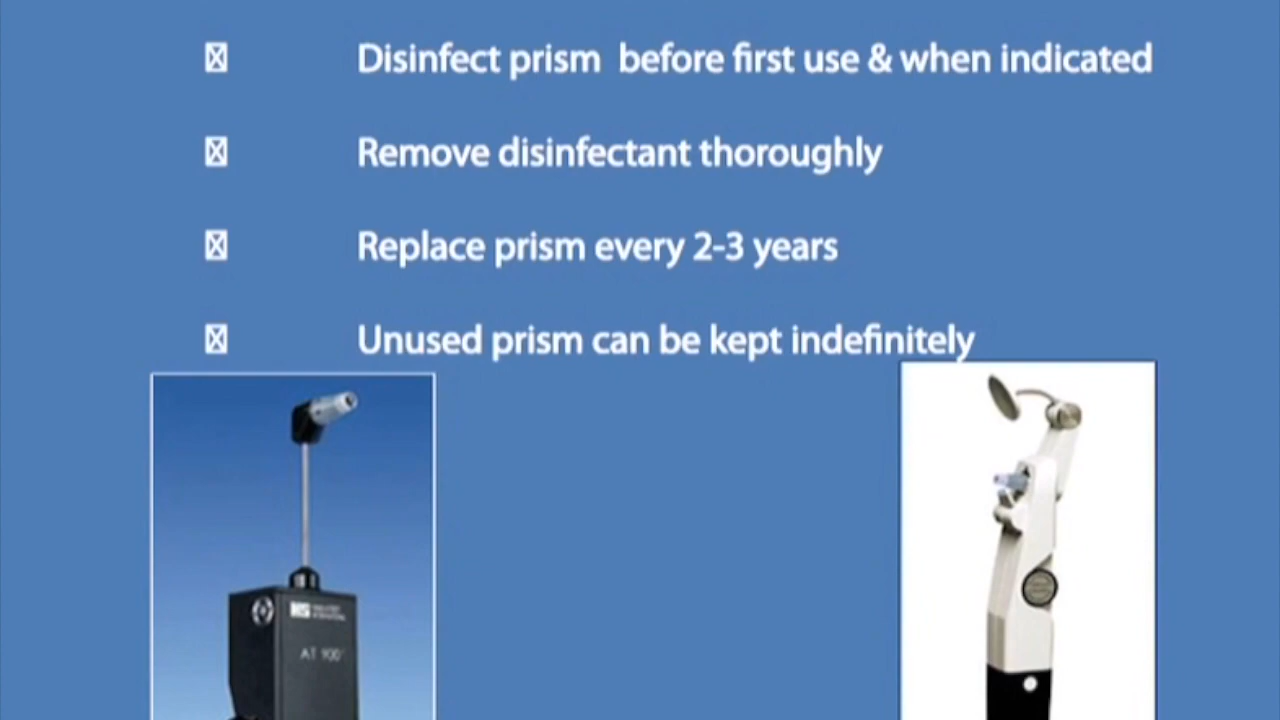 Disinfect prism before first use & when indicated
Remove disinfectant thoroughly
Replace prism every 2-3 years
Unused prism can be kept indefinitely
AT 900